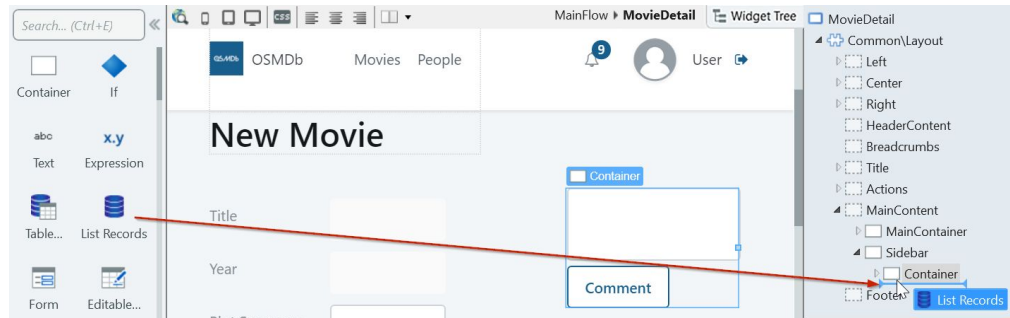 Search... (Ctrl+E)
Container
If
abc
Text
x.y
Expression
Table...
List Records
Form
Editable...
css
MainFlow MovieDetail
Widget Tree
OSMDb
OSMDb
Movies
People
9
User
New Movie
Title
Year
Container
Comment
MovieDetail
Common\Layout
Left
Center
Right
HeaderContent
Breadcrumbs
Title
Actions
MainContent
MainContainer
Sidebar
Container
Footer
List Records